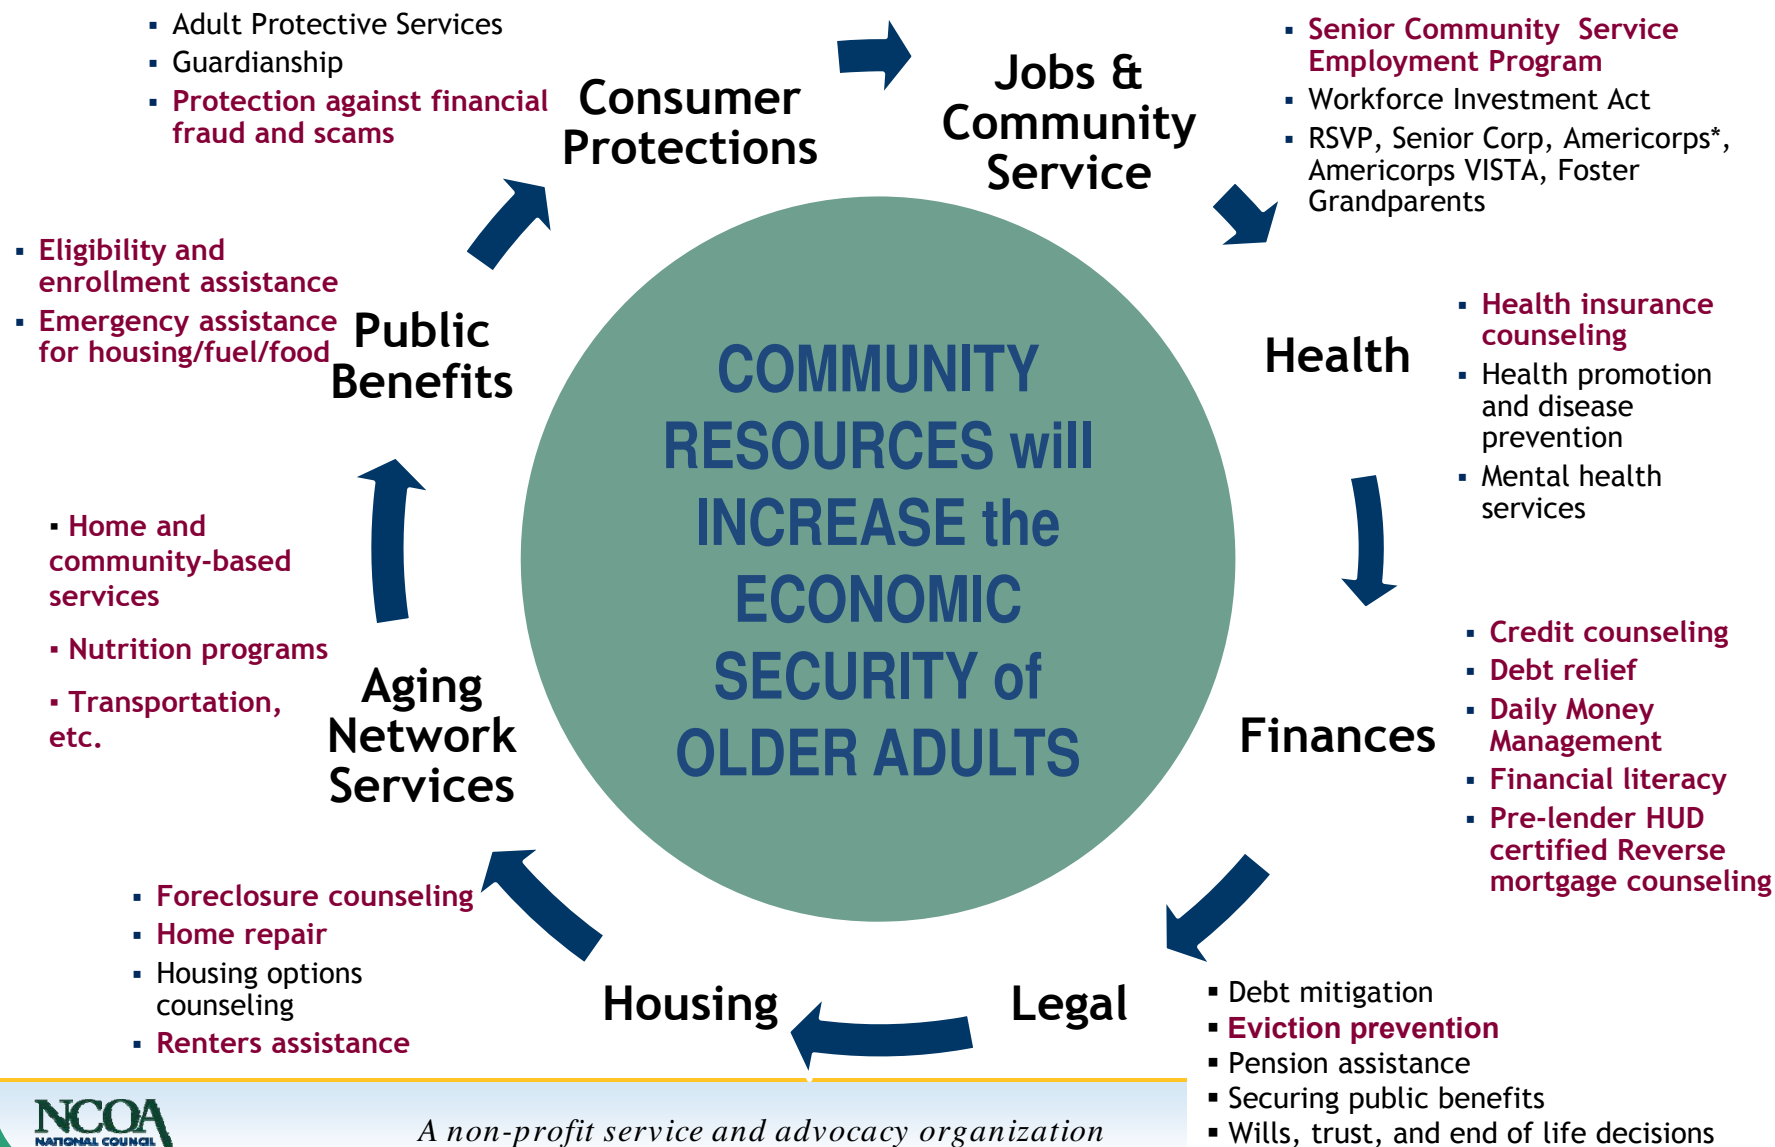 ▪ Adult Protective Services
▪ Guardianship
▪ Protection against financial
fraud and scams
Consumer
Protections
Jobs &
Community
Service
▪ Senior Community Service
Employment Program
▪ Workforce Investment Act
▪ RSVP, Senior Corp, Americorps*,
Americorps VISTA, Foster
Grandparents
▪ Eligibility and
enrollment assistance
▪ Emergency assistance
for housing/fuel/food
Public
Benefits
Health
▪ Health insurance
counseling
▪ Health promotion
and disease
prevention
▪ Mental health
services
COMMUNITY
RESOURCES will
INCREASE the
ECONOMIC
SECURITY of
OLDER ADULTS
▪ Home and
community-based
services
▪ Nutrition programs
▪ Transportation,
etc.
Aging
Network
Services
Finances
▪ Credit counseling
▪ Debt relief
▪ Daily Money
Management
▪ Financial literacy
▪ Pre-lender HUD
certified Reverse
mortgage counseling
▪ Foreclosure counseling
▪ Home repair
▪ Housing options
counseling
▪ Renters assistance
Housing
Legal
▪ Debt mitigation
▪ Eviction prevention
▪ Pension assistance
▪ Securing public benefits
▪ Wills, trust, and end of life decisions
NCOA
NATIONAL COUNCIL
A non-profit service and advocacy organization